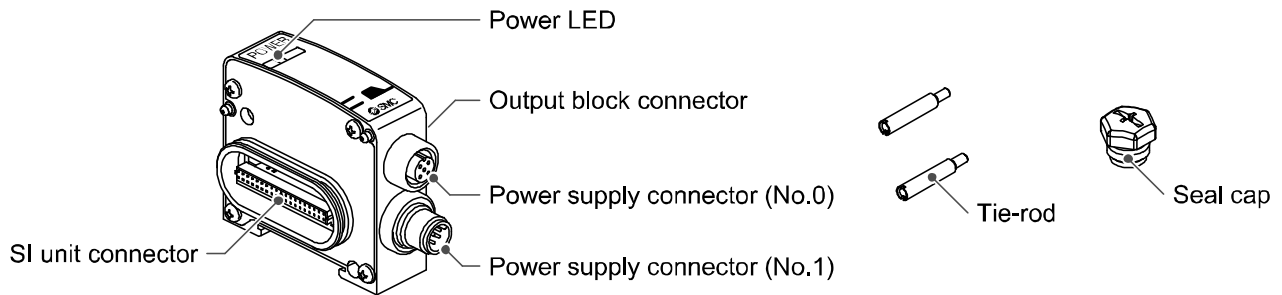 Power LED
POWER
SMC
Output block connector
Power supply connector (No.0)
Tie-rod
Seal cap
SI unit connector
Power supply connector (No.1)